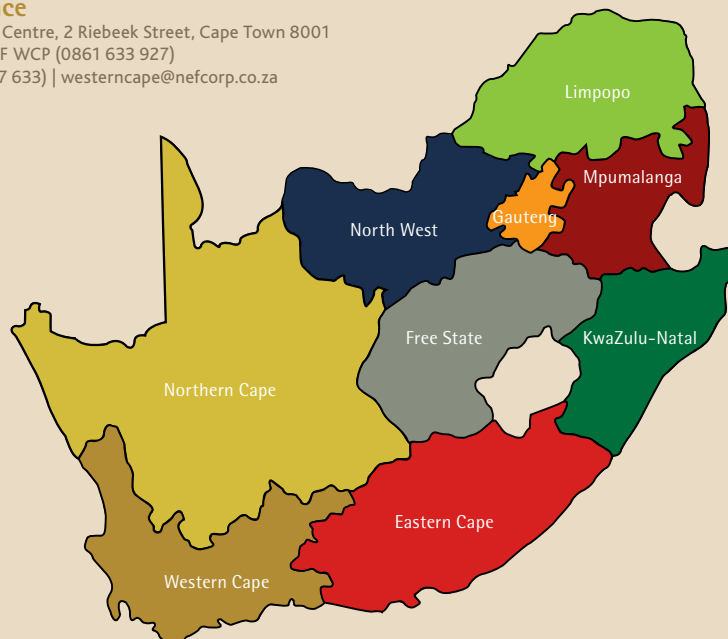 ce
Centre, 2 Riebeek Street, Cape Town 8001
F WCP (0861 633 927)
7 633) | westerncape@nefcorp.co.za
Limpopo
Mpumalanga
Gauteng
North West
Free State
KwaZulu-Natal
Northern Cape
Eastern Cape
Western Cape